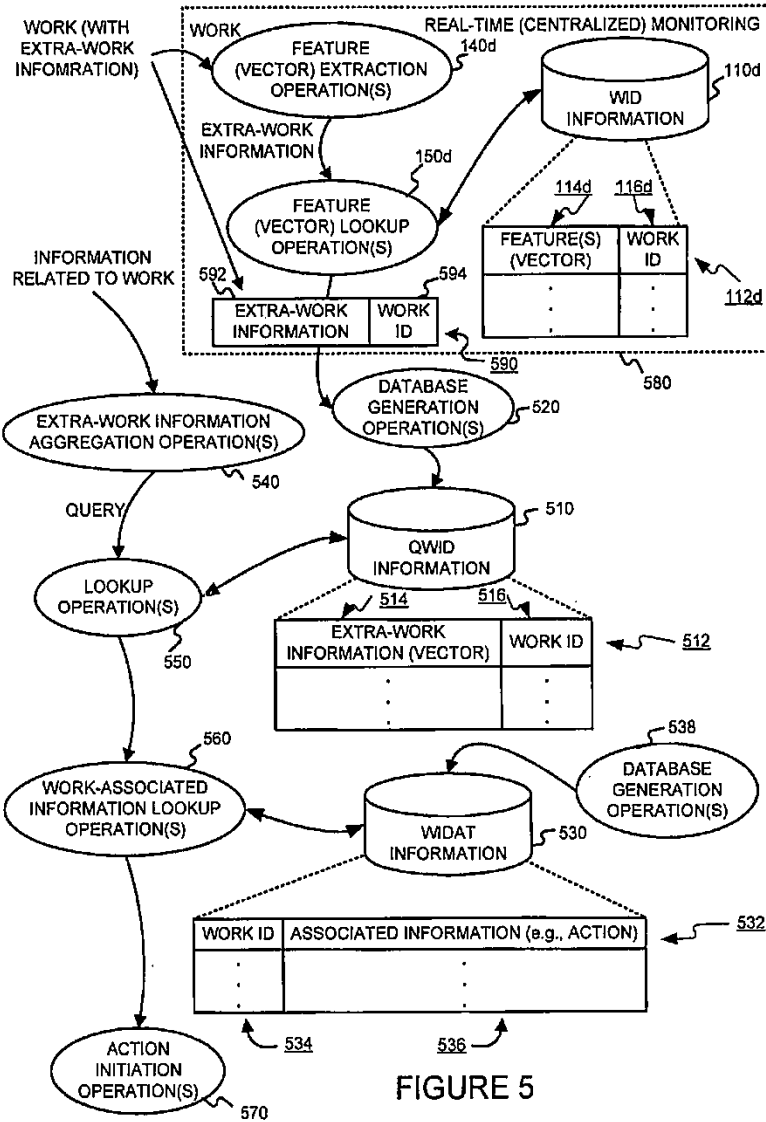 WORK (WITH
EXTRA-WORK
INFOMRATION)
WORK
REAL-TIME (CENTRALIZED) MONITORING
FEATURE
(VECTOR) EXTRACTION
OPERATION(S)
140d
WID
INFORMATION
110d
EXTRA-WORK
INFORMATION
150d
FEATURE
(VECTOR) LOOKUP
OPERATION(S)
114d
116d
FEATURE(S)
(VECTOR)
WORK
ID
112d
INFORMATION
RELATED TO WORK
592
594
EXTRA-WORK
INFORMATION
WORK
ID
590
580
DATABASE
GENERATION
OPERATION(S)
520
EXTRA-WORK INFORMATION
AGGREGATION OPERATION(S)
540
QUERY
510
QWID
INFORMATION
LOOKUP
OPERATION(S)
550
514
516
EXTRA-WORK
INFORMATION (VECTOR)
WORK ID
512
560
538
WORK-ASSOCIATED
INFORMATION LOOKUP
OPERATION(S)
DATABASE
GENERATION
OPERATION(S)
WIDAT
INFORMATION
530
WORK ID
ASSOCIATED INFORMATION (e.g., ACTION)
532
534
536
ACTION
INITIATION
OPERATION(S)
570
FIGURE 5